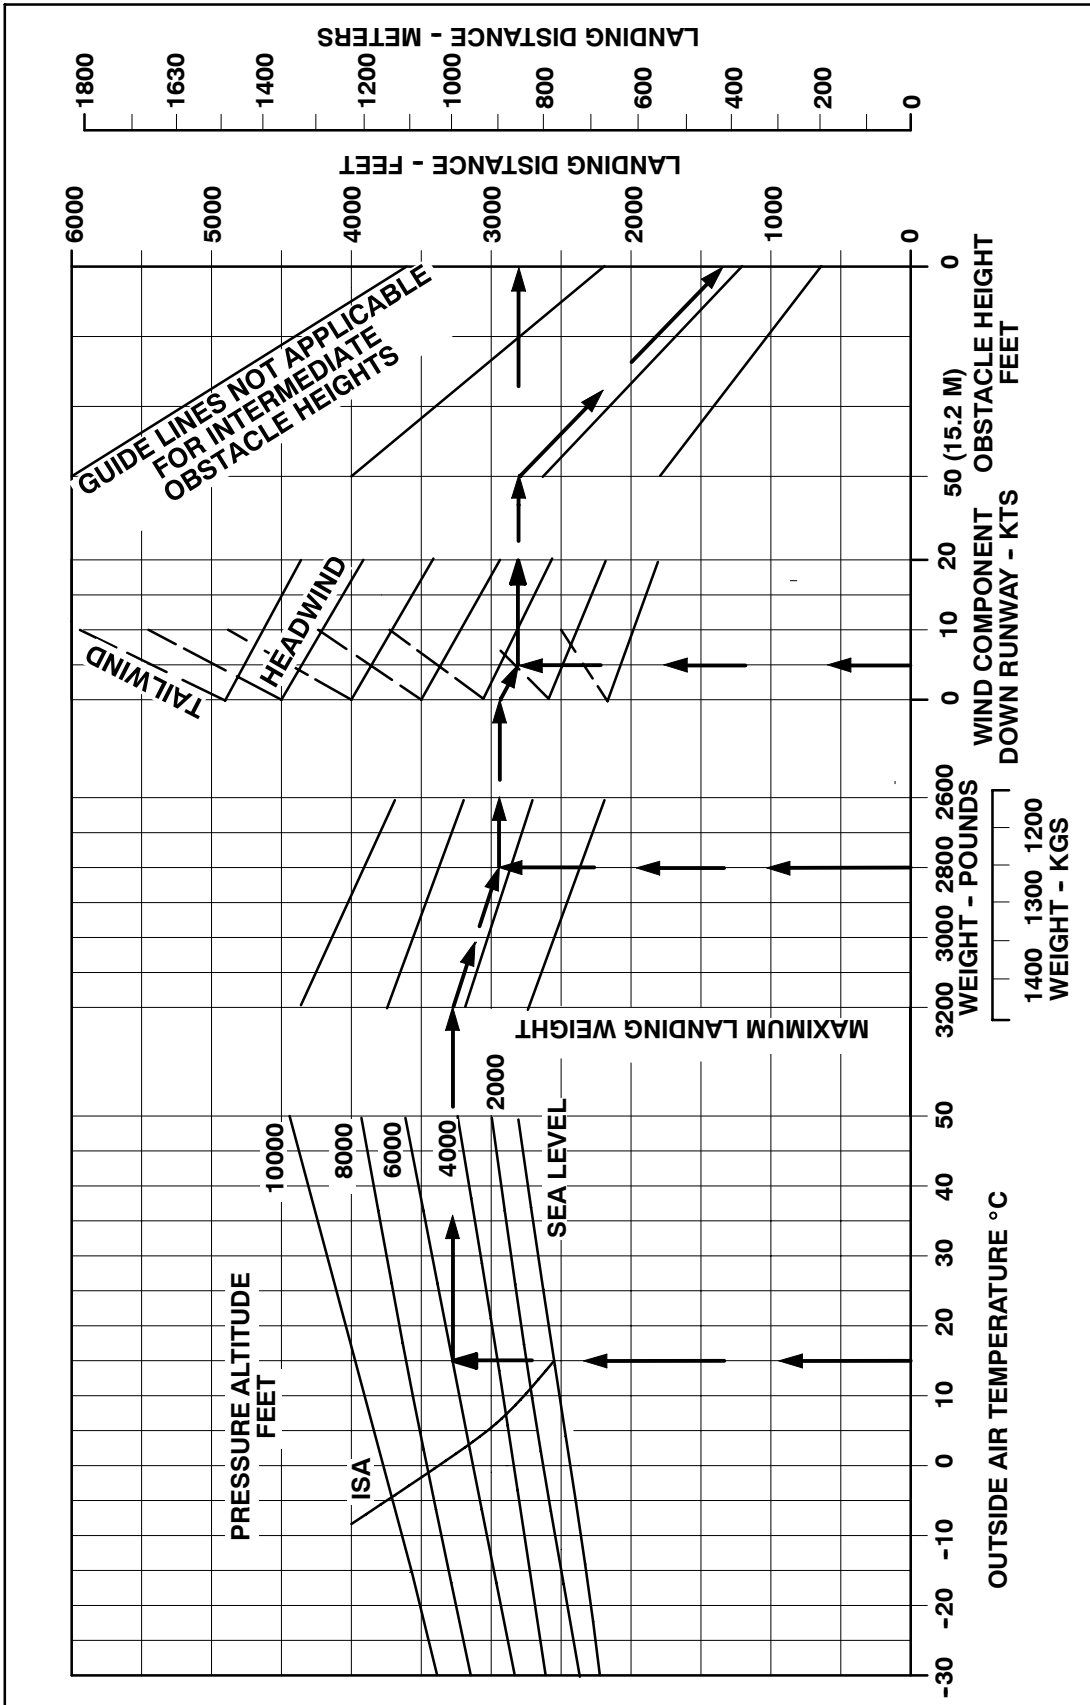 LANDING DISTANCE - METERS
1800
1630
1400
1200
1000
800
600
400
200
0
LANDING DISTANCE - FEET
6000
5000
4000
3000
2000
1000
0
GUIDE LINES NOT APPLICABLE
FOR INTERMEDIATE
OBSTACLE HEIGHTS
TAILWIND
HEADWIND
PRESSURE ALTITUDE
FEET
ISA
10000
8000
6000
4000
2000
SEA LEVEL
MAXIMUM LANDING WEIGHT
-30 -20 -10 0 10 20 30 40 50
OUTSIDE AIR TEMPERATURE °C
3200 3000 2800 2600
WEIGHT - POUNDS
1400 1300 1200
WEIGHT - KGS
0 10 20
WIND COMPONENT
DOWN RUNWAY - KTS
50 (15.2 M) 0
OBSTACLE HEIGHT
FEET